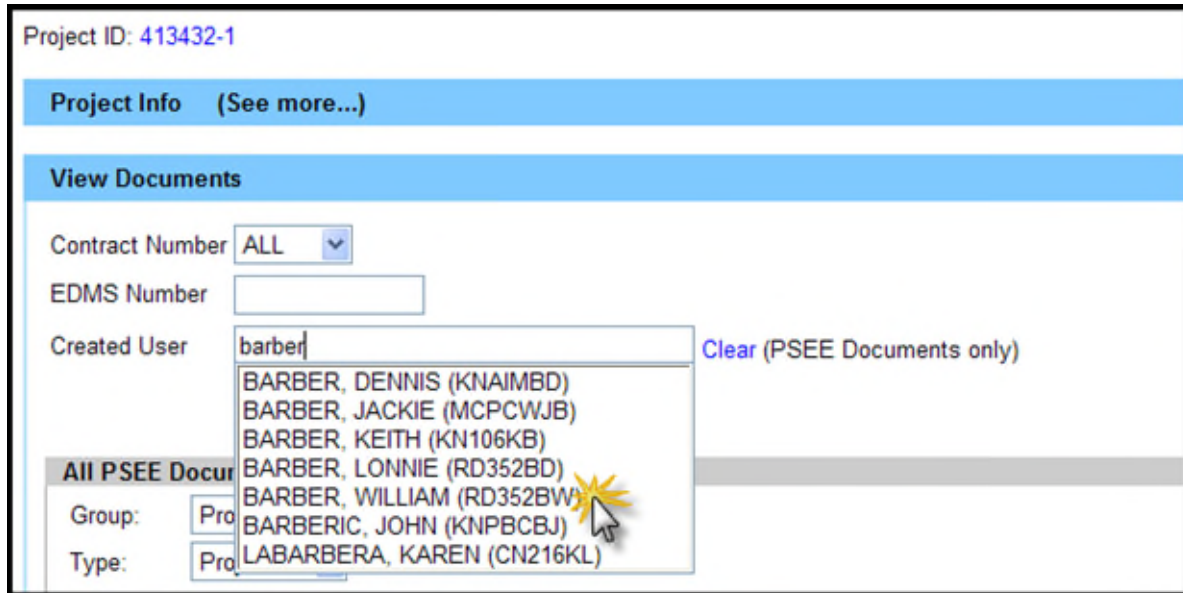 Project ID: 413432-1
Project Info (See more...)
View Documents
Contract Number ALL
EDMS Number
Created User barber Clear (PSEE Documents only)
BARBER, DENNIS (KNAIMBD)
BARBER, JACKIE (MCPCWJB)
BARBER, KEITH (KN106KB)
BARBER, LONNIE (RD352BD)
All PSEE Docu
BARBER, WILLIAM (RD352BW)
Group: Pro
BARBERIC, JOHN (KNPBCBJ)
Type: Pro
LABARBERA, KAREN (CN216KL)